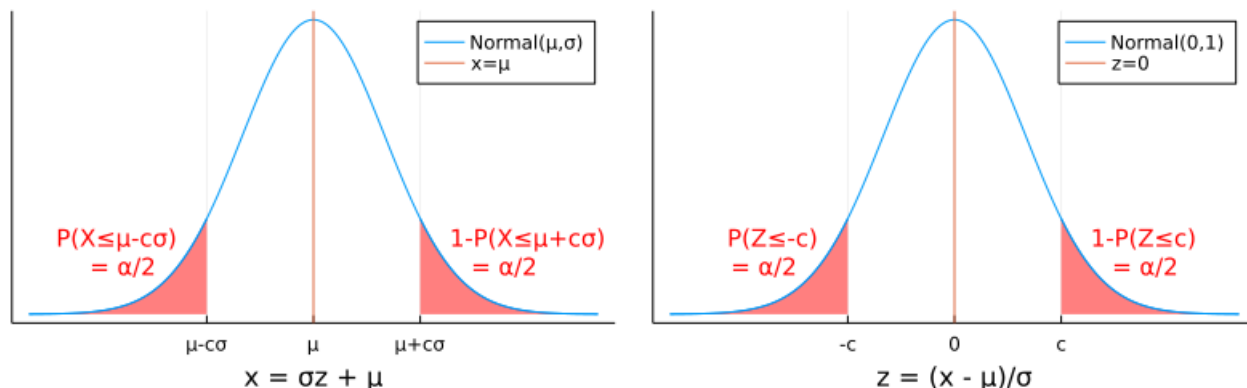 Normal(μ,σ)
x=μ
P(X≤μ-cσ)
= α/2
1-P(X≤μ+cσ)
= α/2
μ-cσ
μ
μ+cσ
x = σz + μ
Normal(0,1)
z=0
P(Z≤-c)
= α/2
1-P(Z≤c)
= α/2
-c
0
c
z = (x - μ)/σ